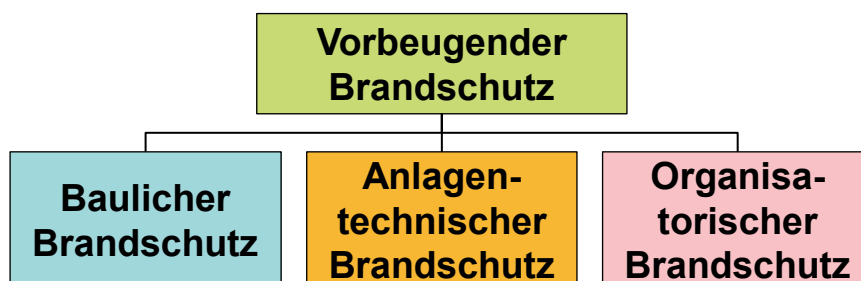 Vorbeugender
Brandschutz
Baulicher
Brandschutz
Anlagen-
technischer
Brandschutz
Organisa-
torischer
Brandschutz